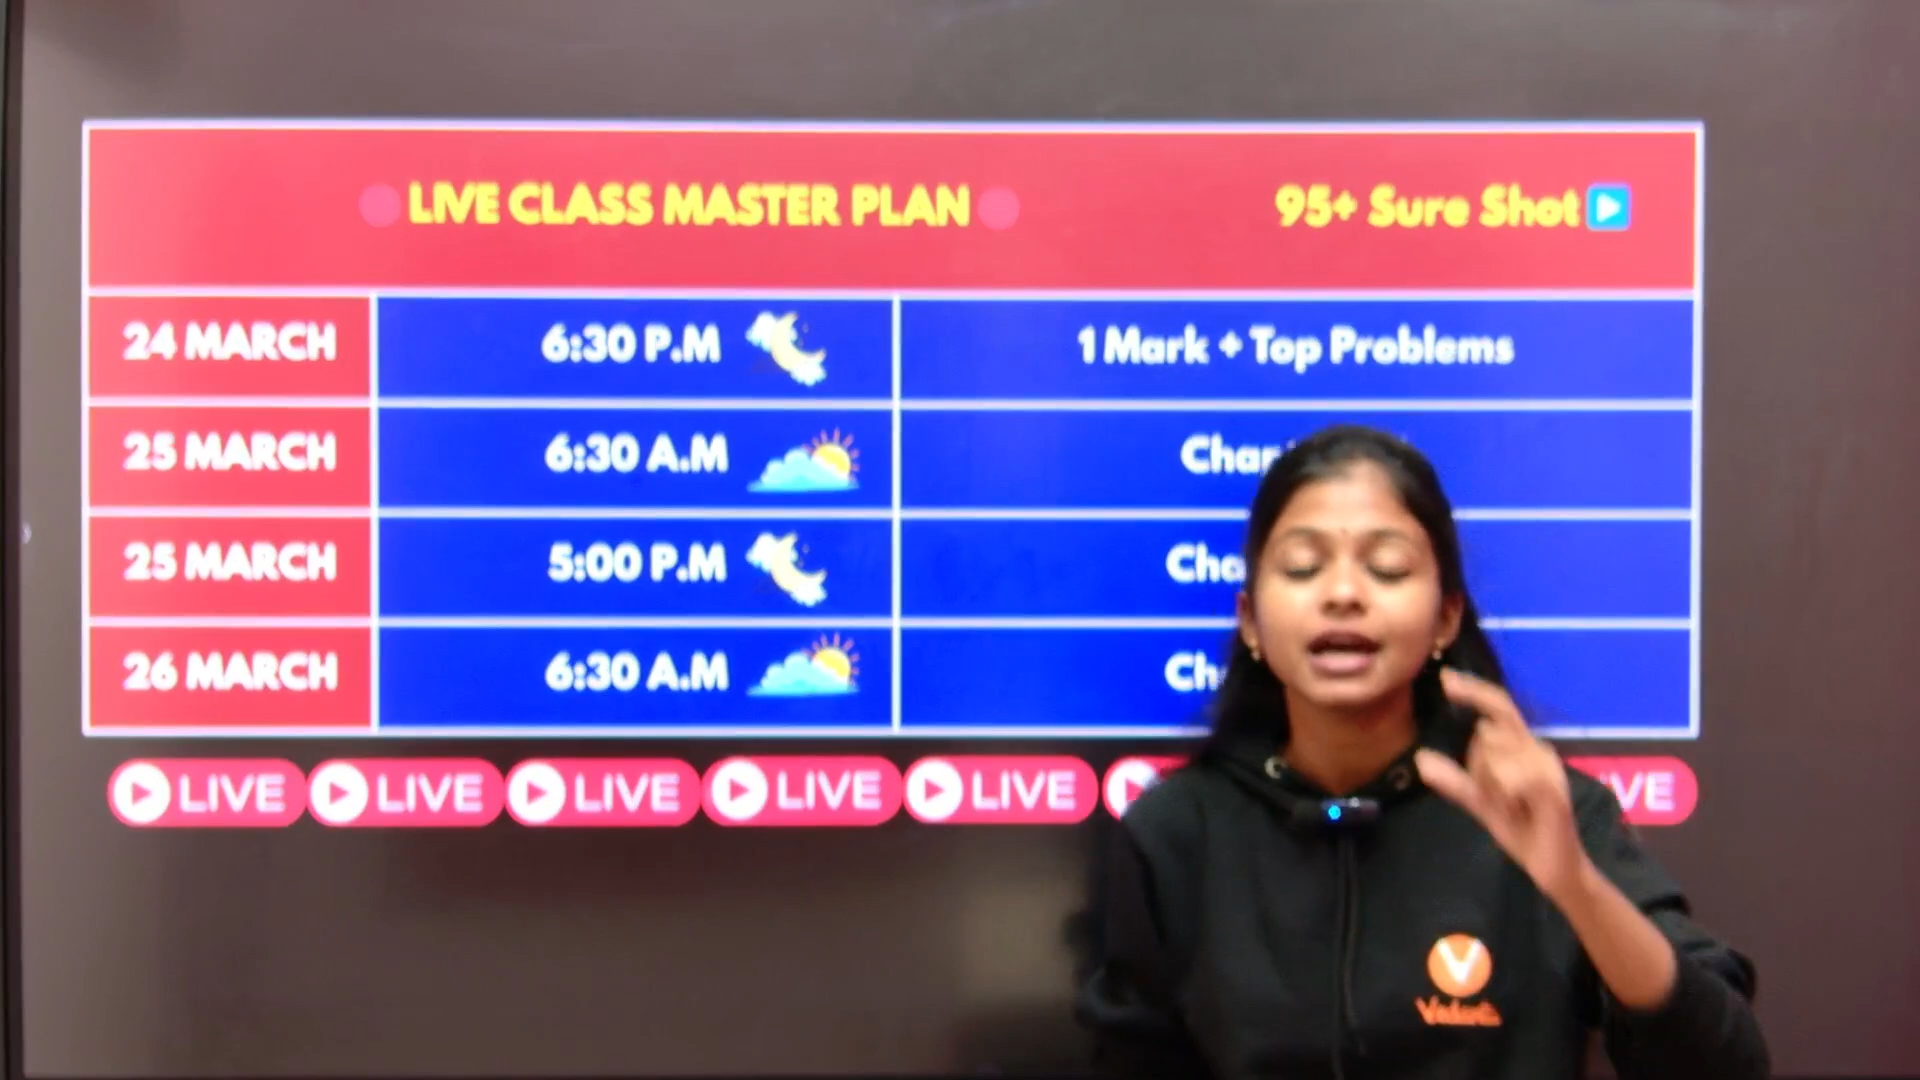 LIVE CLASS MASTER PLAN 95+ Sure Shot
24 MARCH 6:30 P.M 1 Mark + Top Problems
25 MARCH 6:30 A.M
25 MARCH 5:00 P.M
26 MARCH 6:30 A.M
LIVE LIVE LIVE LIVE LIVE
Vedantu